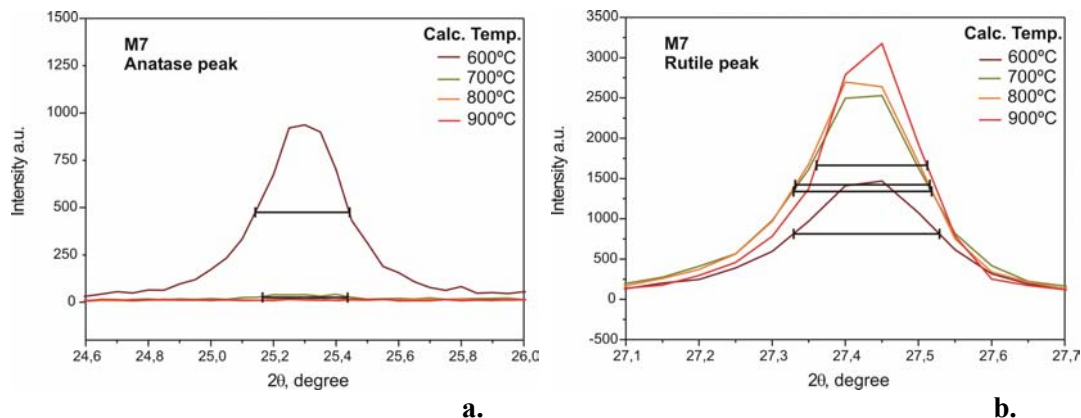 M7
Anatase peak
Calc. Temp.
600ºC
700ºC
800ºC
900ºC
1500
1250
1000
750
500
250
0
Intensity a.u.
24,6 24,8 25,0 25,2 25,4 25,6 25,8 26,0
2θ, degree
a.
M7
Rutile peak
Calc. Temp.
600ºC
700ºC
800ºC
900ºC
3500
3000
2500
2000
1500
1000
500
0
-500
Intensity a.u.
27,1 27,2 27,3 27,4 27,5 27,6 27,7
2θ, degree
b.